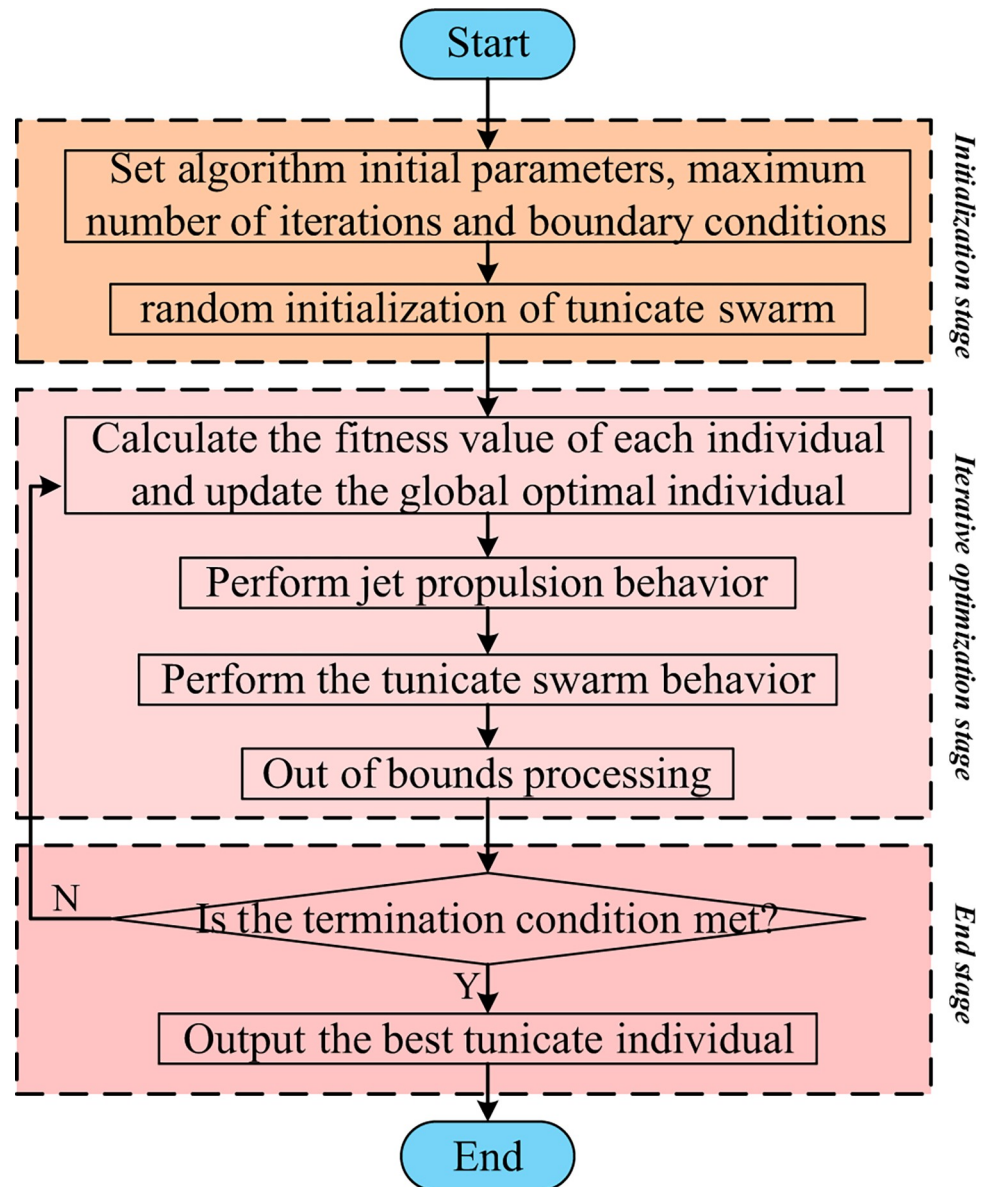 Start
Initialization stage
Set algorithm initial parameters, maximum
number of iterations and boundary conditions
random initialization of tunicate swarm
Iterative optimization stage
Calculate the fitness value of each individual
and update the global optimal individual
Perform jet propulsion behavior
Perform the tunicate swarm behavior
Out of bounds processing
End stage
Is the termination condition met?
N
Y
Output the best tunicate individual
End